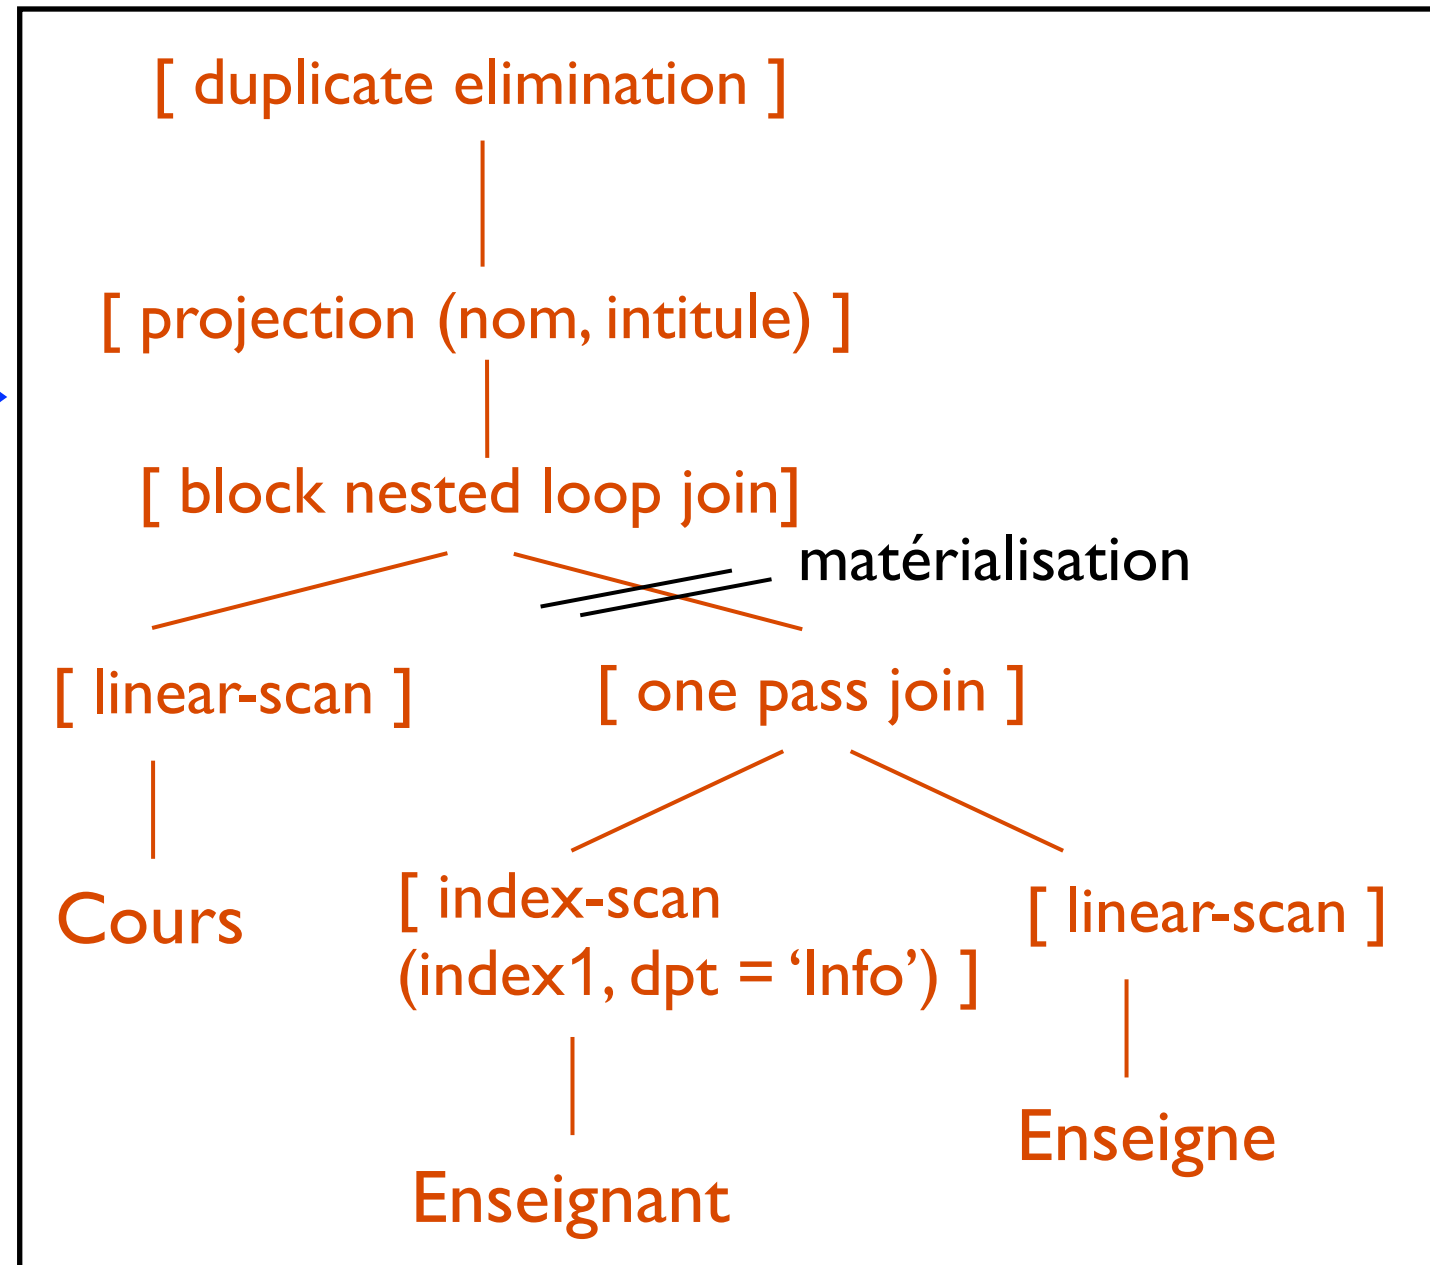 [ duplicate elimination ]
[ projection (nom, intitule) ]
[ block nested loop join]
matérialisation
[ linear-scan ]
[ one pass join ]
Cours
[ index-scan
(index1, dpt = ‘Info’) ]
[ linear-scan ]
Enseigne
Enseignant